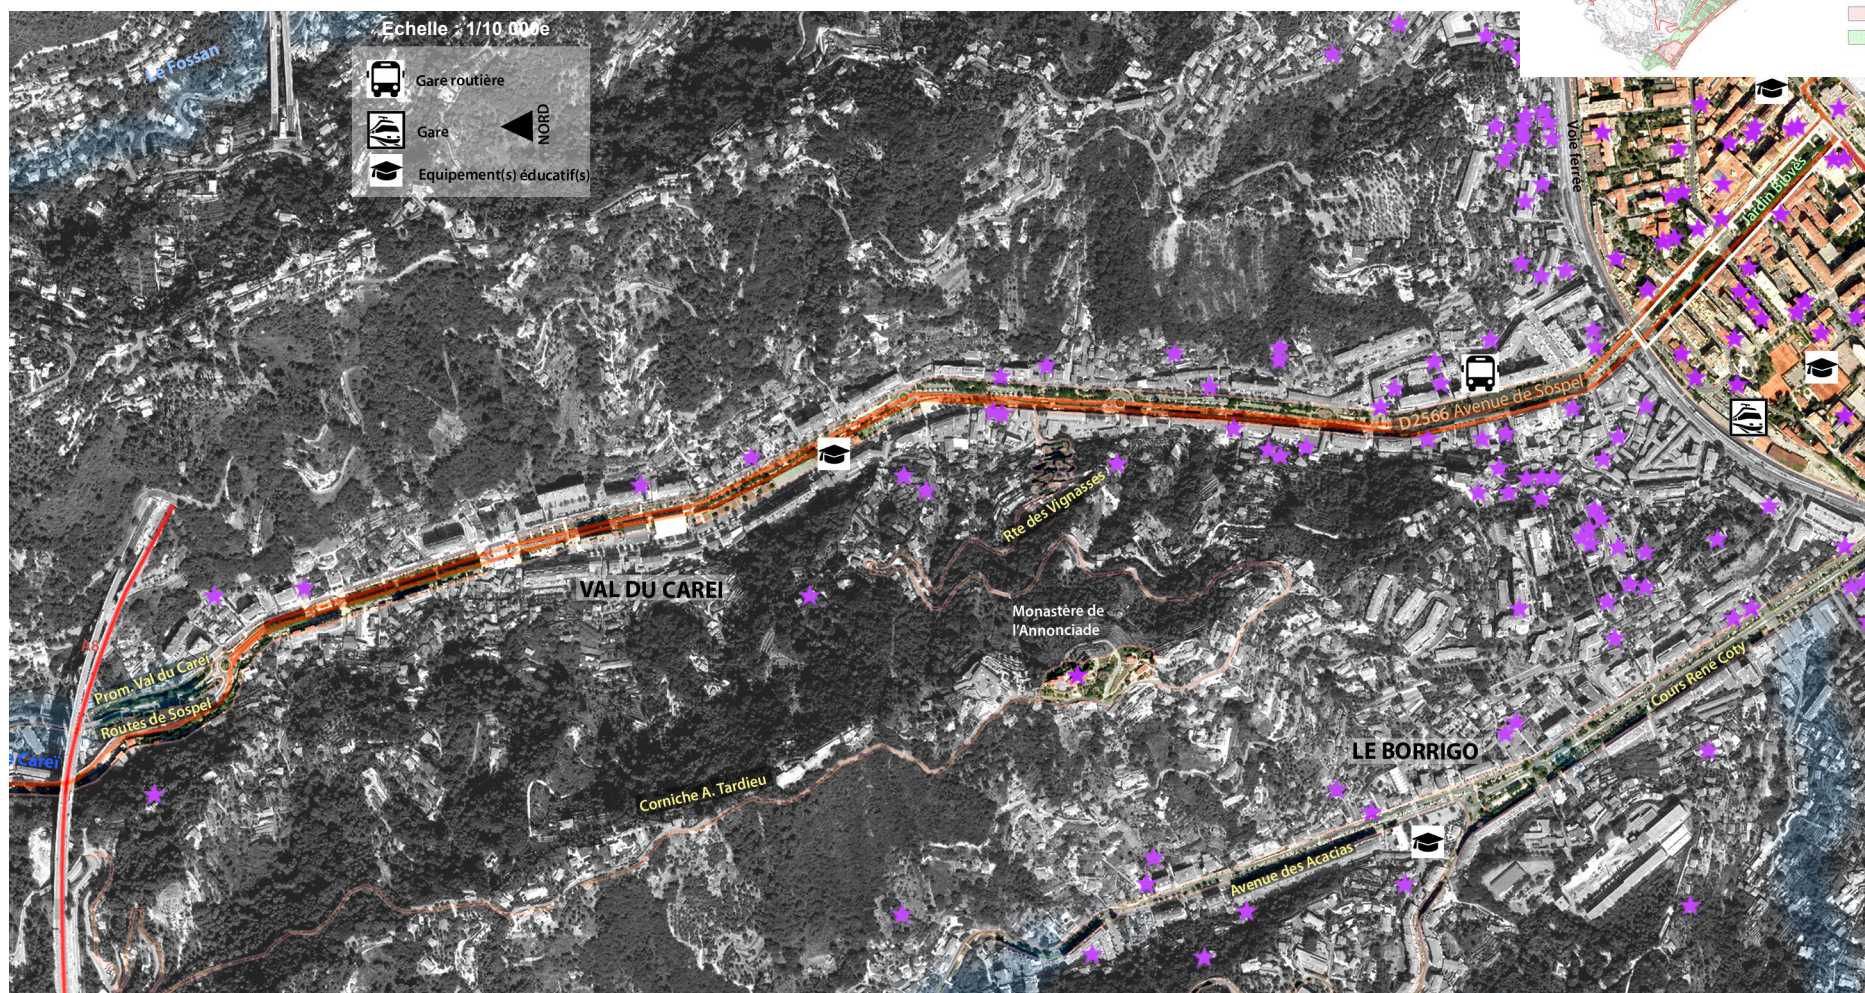 Echelle : 1/10 000e
Le Fossan
Gare routière
Gare
NORD
Equipement(s) éducatif(s)
Voie ferrée
Jardin Biovès
D2566 Avenue de Sospel
Rte des Vignasses
VAL DU CAREI
Monastère de
l'Annonciade
A8
Prom. Val du Carei
Routes de Sospel
Carei
Cours René Coty
LE BORRIGO
Corniche A. Tardieu
Avenue des Acacias